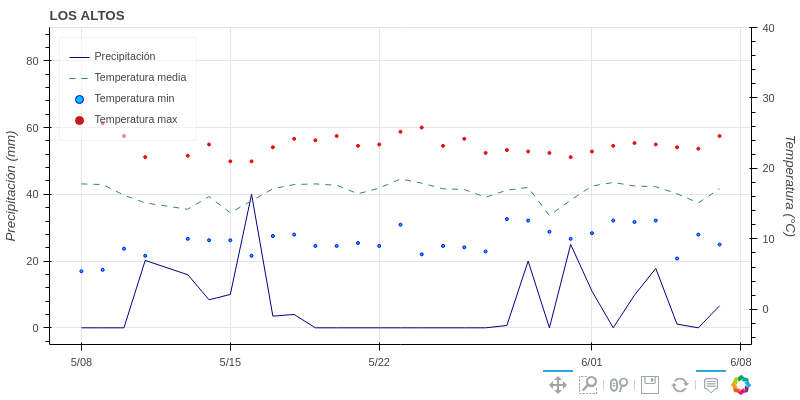 LOS ALTOS
Precipitación
Temperatura media
Temperatura min
Temperatura max
Precipitación (mm)
80
60
40
20
0
Temperatura (°C)
40
30
20
10
0
5/08
5/15
5/22
6/01
6/08